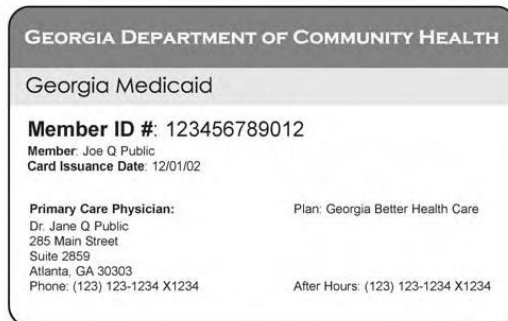 GEORGIA DEPARTMENT OF COMMUNITY HEALTH
Georgia Medicaid
Member ID #: 123456789012
Member: Joe Q Public
Card Issuance Date: 12/01/02
Primary Care Physician:
Plan: Georgia Better Health Care
Dr. Jane Q Public
285 Main Street
Suite 2859
Atlanta, GA 30303
Phone: (123) 123-1234 X1234
After Hours: (123) 123-1234 X1234